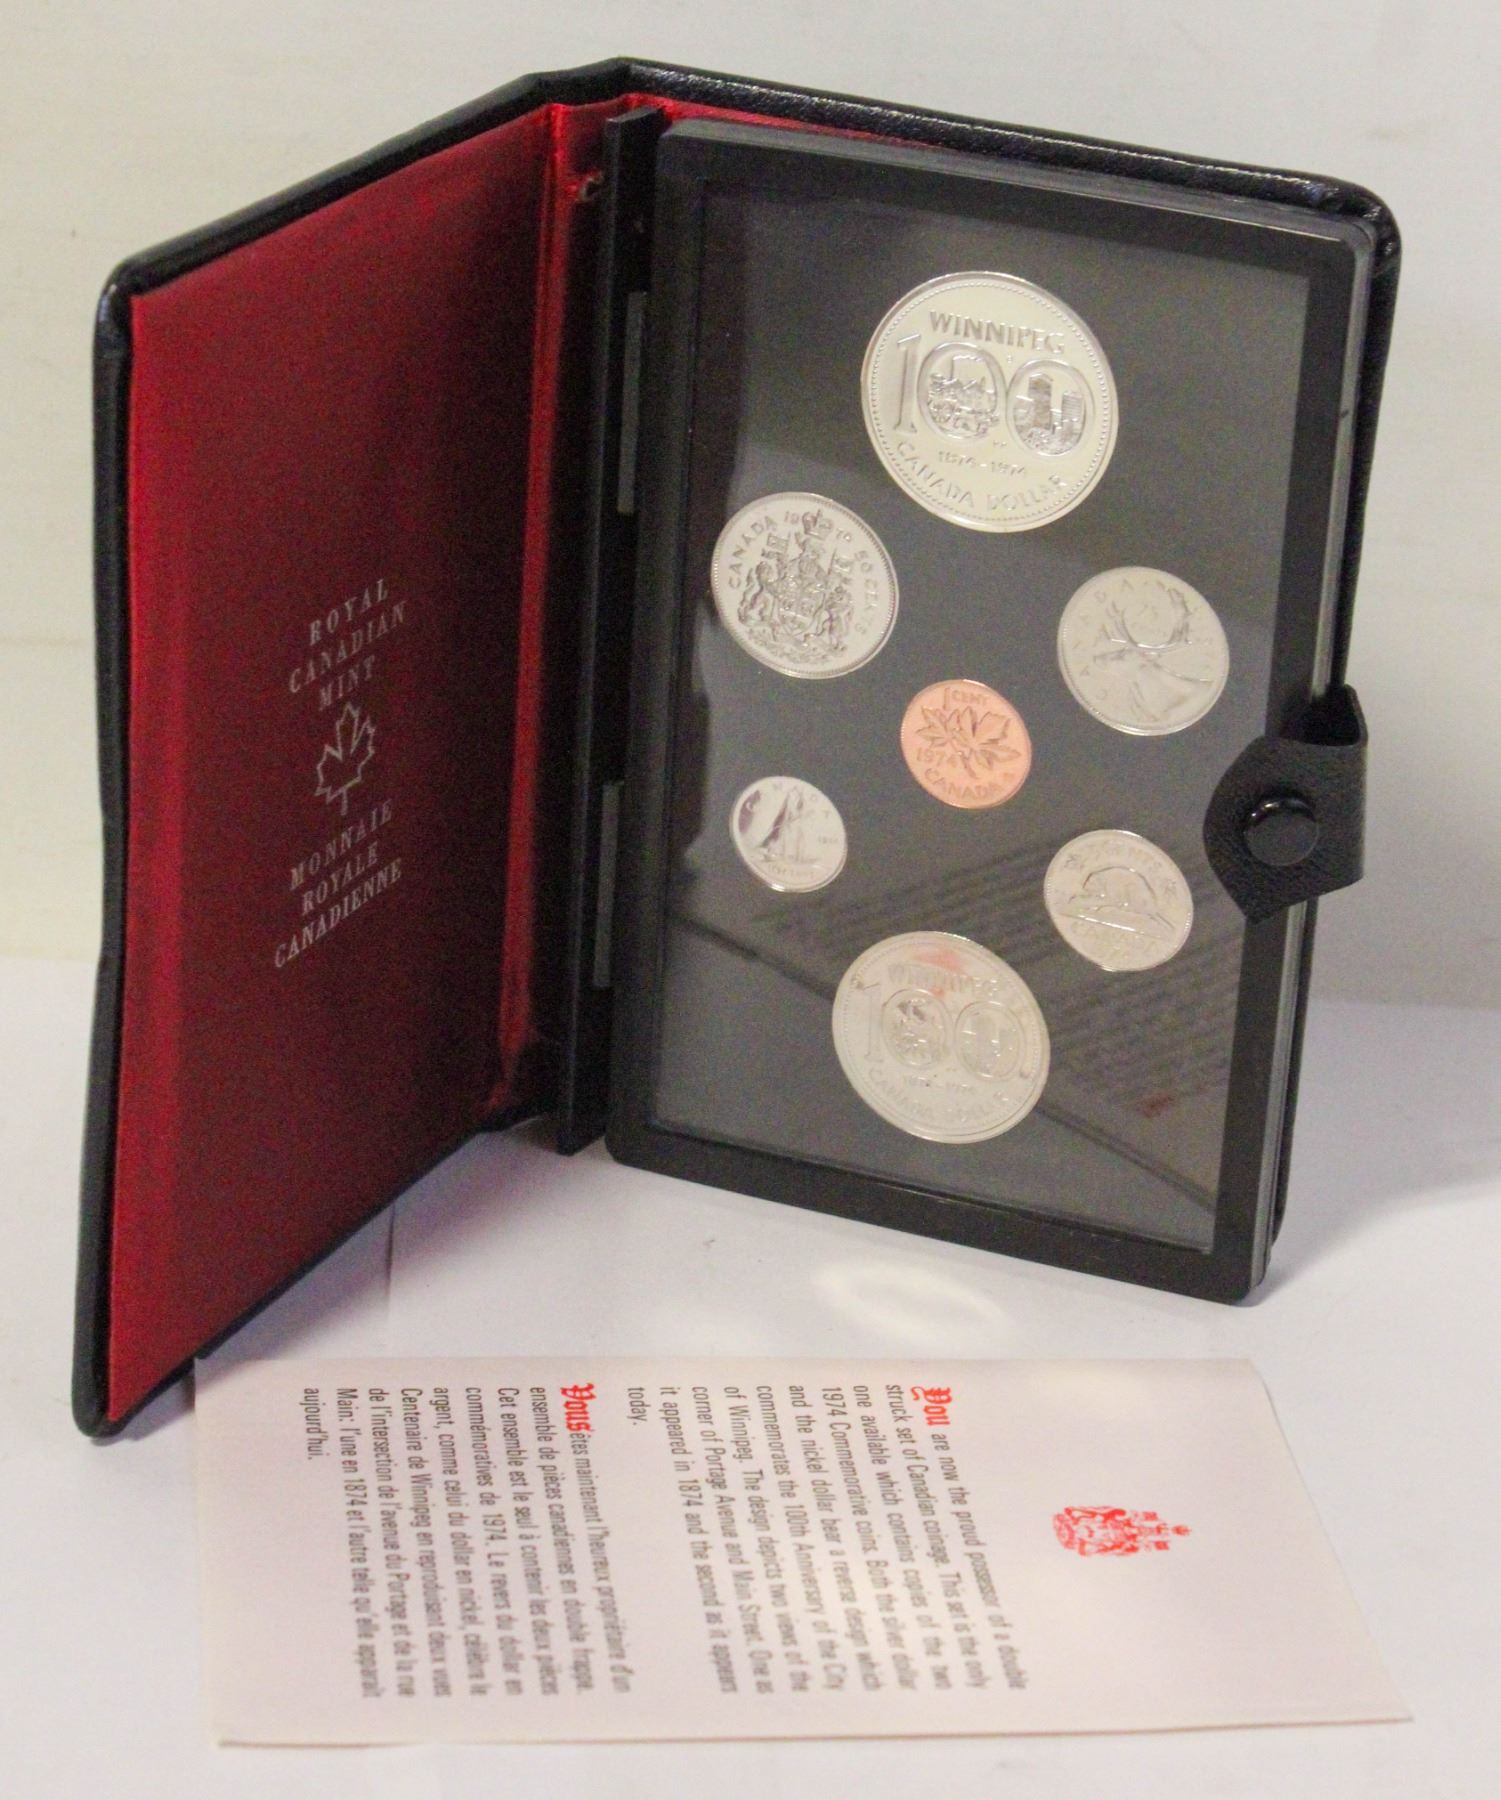 ROYAL
CANADIAN
MINT
MONNAIE
ROYALE
CANADIENNE
WINNIPEG
100
1874-1974
CANADA DOLLAR
CANADA 1974 50 CENTS
CANADA
1 CENT
1974
CANADA
CANADA
5 CENTS
CANADA
WINNIPEG
100
1874-1974
CANADA DOLLAR
You are now the proud possessor of a double
struck set of Canadian coinage. This set is the only
one available which contains copies of the two
1974 Commemorative coins. Both the silver dollar
and the nickel dollar bear a reverse design which
commemorates the 100th Anniversary of the City
of Winnipeg. The design depicts two views of the
corner of Portage Avenue and Main Street. One as
it appeared in 1874 and the second as it appears
today.
Vous êtes maintenant l'heureux propriétaire d'un
ensemble de pièces canadiennes en double frappe.
Cet ensemble est le seul à contenir les deux pièces
commémoratives de 1974. Le revers du dollar en
argent, comme celui du dollar en nickel, célèbre le
Centenaire de Winnipeg en reproduisant deux vues
de l'intersection de l'avenue du Portage et de la rue
Main: l'une en 1874 et l'autre telle qu'elle apparaît
aujourd'hui.